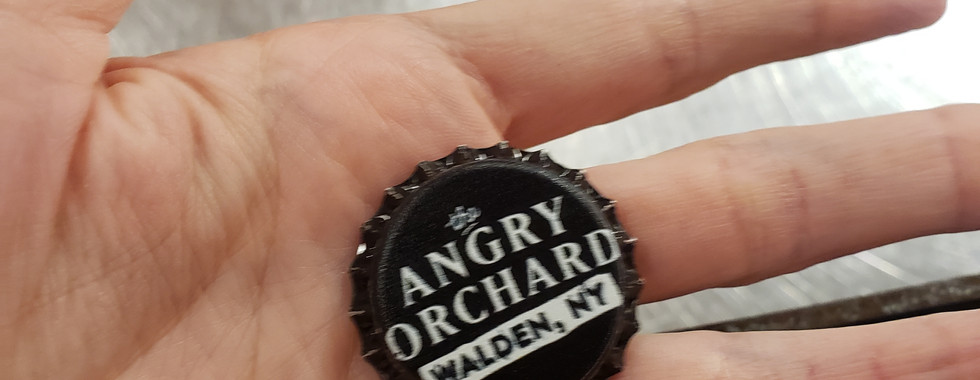 ANGRY
ORCHARD
WALDEN, NY